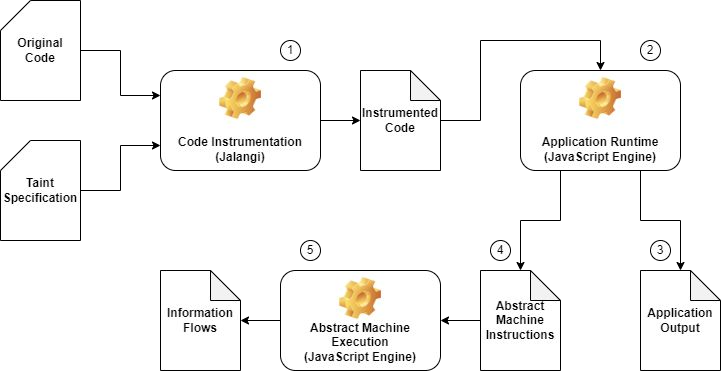 Original
Code
1
2
Instrumented
Code
Code Instrumentation
(Jalangi)
Application Runtime
(JavaScript Engine)
Taint
Specification
5
4
3
Information
Flows
Abstract Machine
Execution
(JavaScript Engine)
Abstract
Machine
Instructions
Application
Output